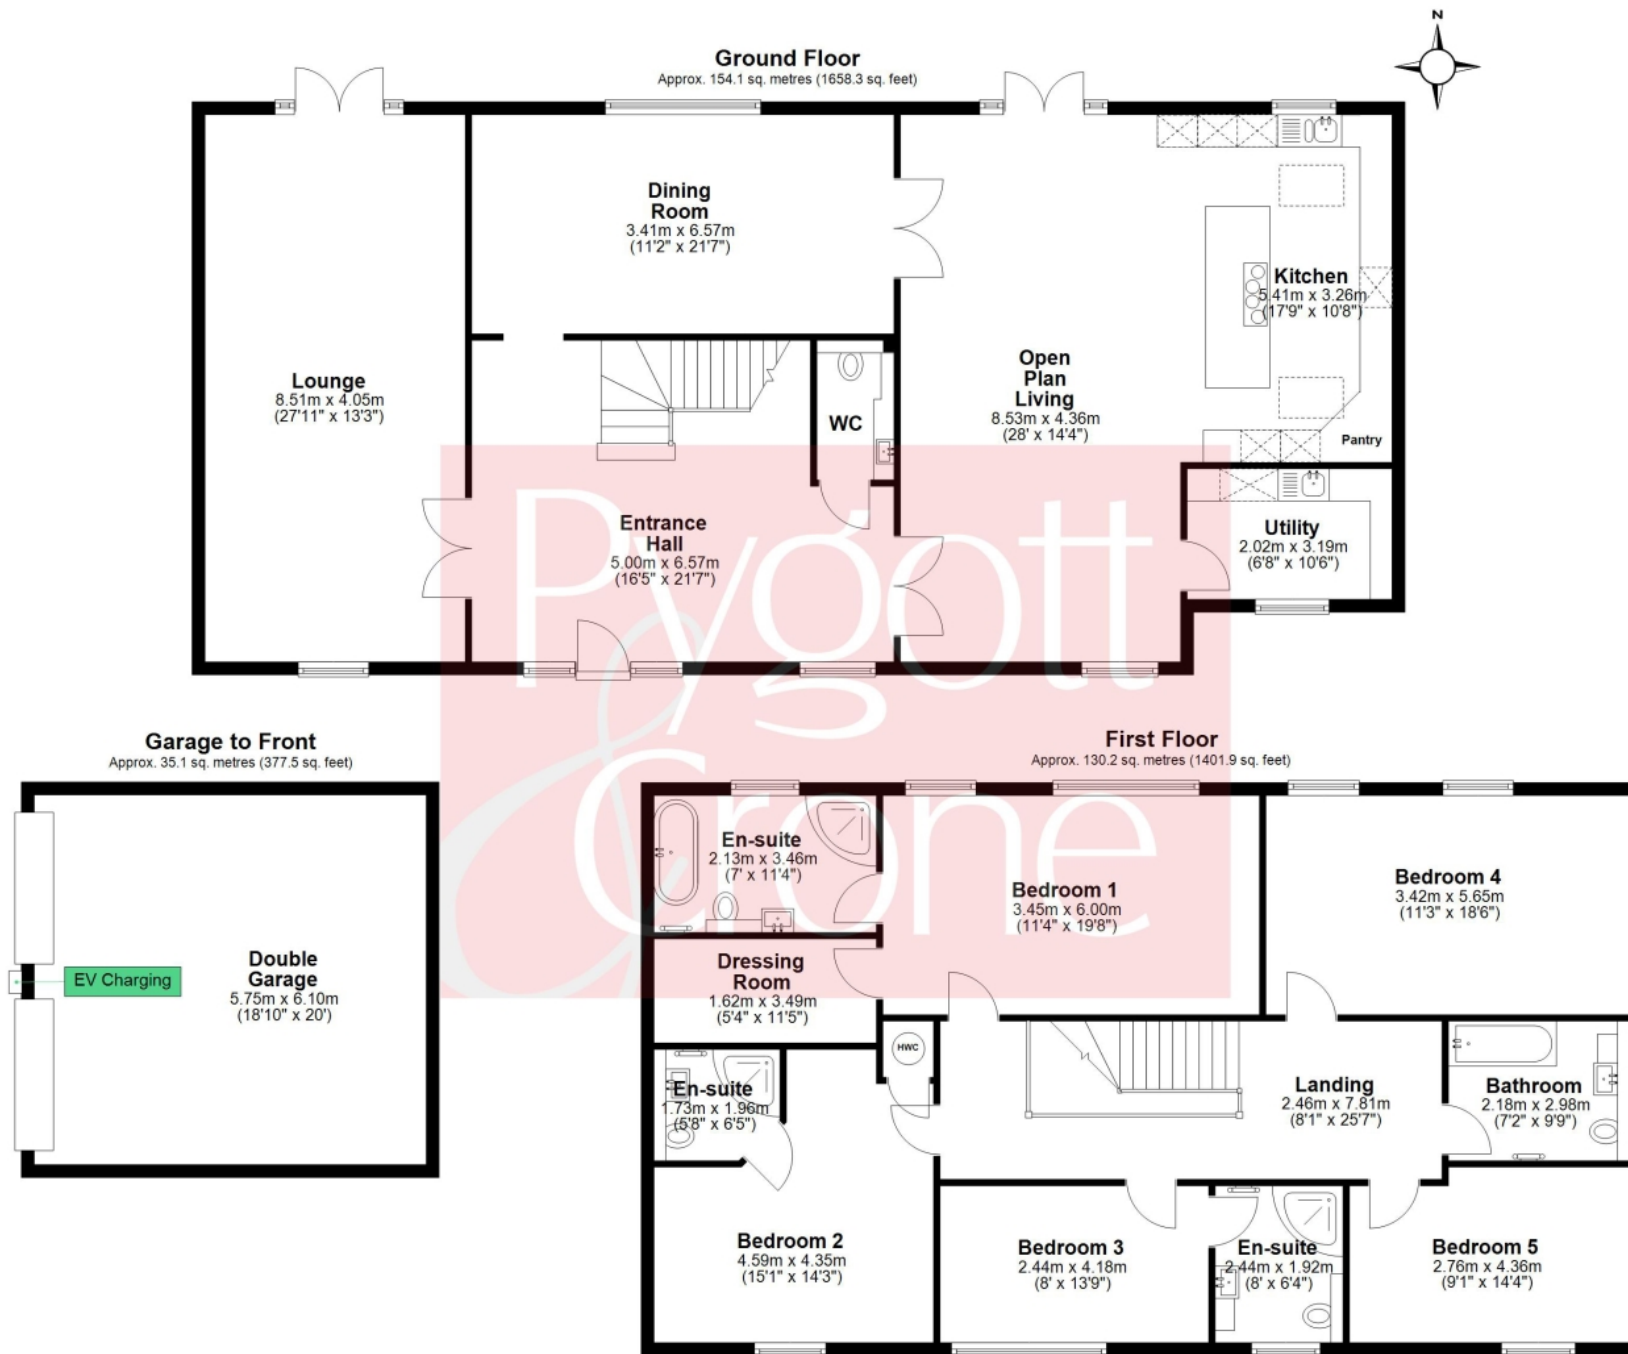 N
Ground Floor
Approx. 154.1 sq. metres (1658.3 sq. feet)
Dining
Room
3.41m x 6.57m
(11'2" x 21'7")
Kitchen
5.41m x 3.26m
(17'9" x 10'8")
Lounge
8.51m x 4.05m
(27'11" x 13'3")
Open
Plan
Living
8.53m x 4.36m
(28' x 14'4")
WC
Pantry
Entrance
Hall
5.00m x 6.57m
(16'5" x 21'7")
Utility
2.02m x 3.19m
(6'8" x 10'6")
Pygott
& Crone
Garage to Front
Approx. 35.1 sq. metres (377.5 sq. feet)
Double
Garage
5.75m x 6.10m
(18'10" x 20')
EV Charging
First Floor
Approx. 130.2 sq. metres (1401.9 sq. feet)
En-suite
2.13m x 3.46m
(7' x 11'4")
Bedroom 1
3.45m x 6.00m
(11'4" x 19'8")
Bedroom 4
3.42m x 5.65m
(11'3" x 18'6")
Dressing
Room
1.62m x 3.49m
(5'4" x 11'5")
HWC
En-suite
1.73m x 1.96m
(5'8" x 6'5")
Landing
2.46m x 7.81m
(8'1" x 25'7")
Bathroom
2.18m x 2.98m
(7'2" x 9'9")
Bedroom 2
4.59m x 4.35m
(15'1" x 14'3")
Bedroom 3
2.44m x 4.18m
(8' x 13'9")
En-suite
2.44m x 1.92m
(8' x 6'4")
Bedroom 5
2.76m x 4.36m
(9'1" x 14'4")